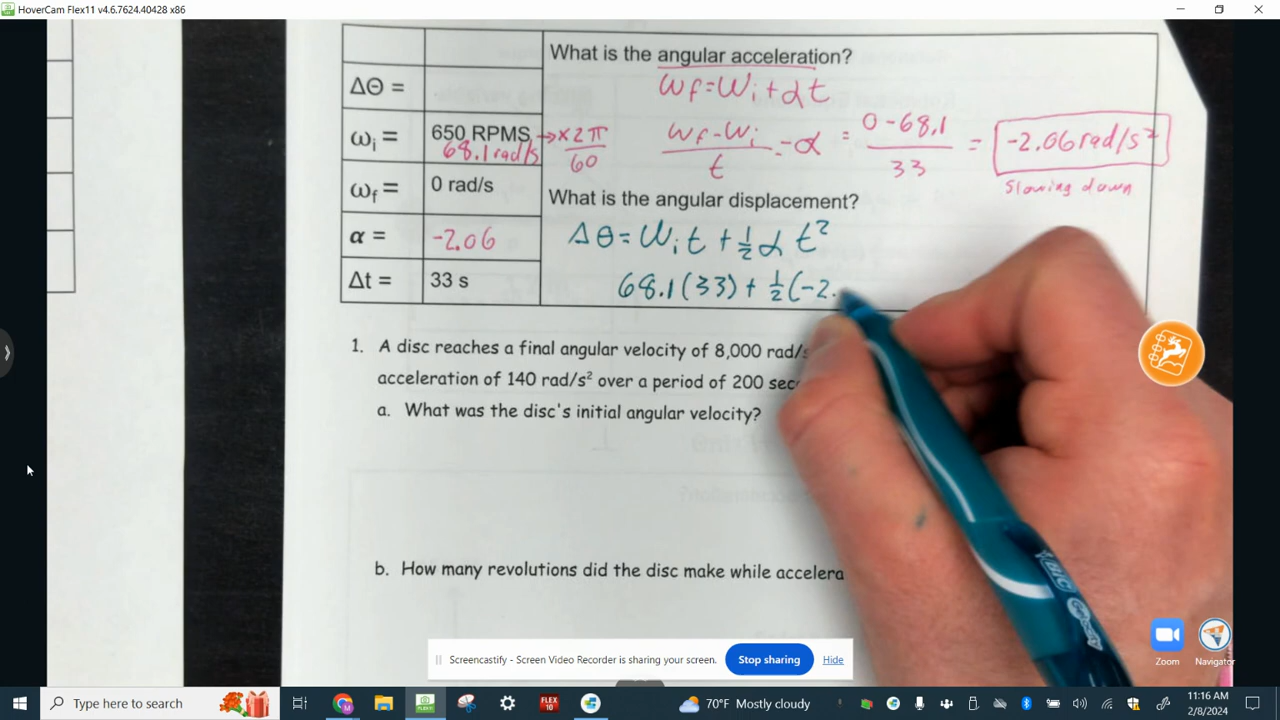 HoverCam Flex11 v4.6.7624.40428 x86
What is the angular acceleration?
ωf=ωi+αt
ΔΘ =
ωi =
650 RPMS → × 2π/60
68.1 rad/s
ωf-ωi/t = α = 0-68.1/33 = -2.06 rad/s²
Slowing down
ωf =
0 rad/s
What is the angular displacement?
α =
-2.06
Δθ=ωit + ½αt²
Δt =
33 s
68.1(33) + ½(-2.
1. A disc reaches a final angular velocity of 8,000 rad/s
acceleration of 140 rad/s² over a period of 200 sec
a. What was the disc's initial angular velocity?
b. How many revolutions did the disc make while accelera
Screencastify - Screen Video Recorder is sharing your screen.
Stop sharing
Hide
Zoom
Navigator
Type here to search
FLEX
10
70°F Mostly cloudy
11:16 AM
2/8/2024